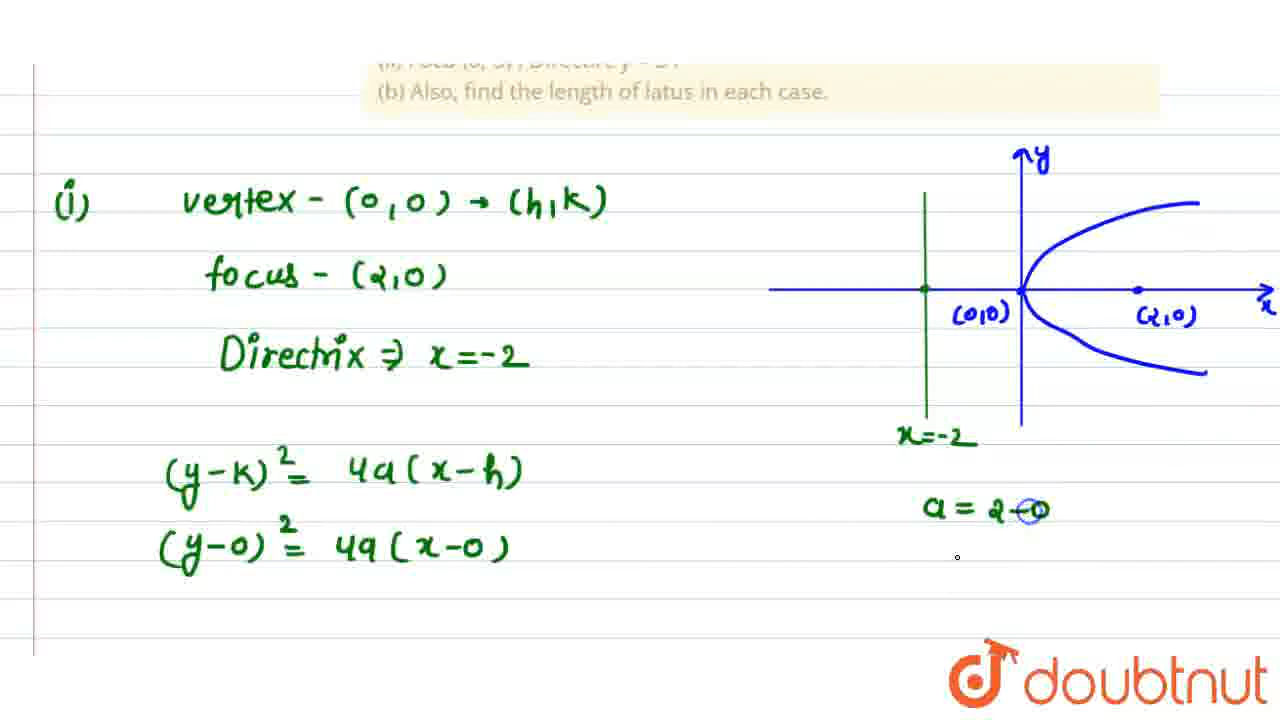 (b) Also, find the length of latus in each case.
(i) vertex - (0,0) → (h,k)
focus - (2,0)
Directrix ⇒ x = -2
(y-k)² = 4a(x-h)
(y-0)² = 4a(x-0)
y
(0,0)
(2,0)
x
x=-2
a = 2-0
doubtnut